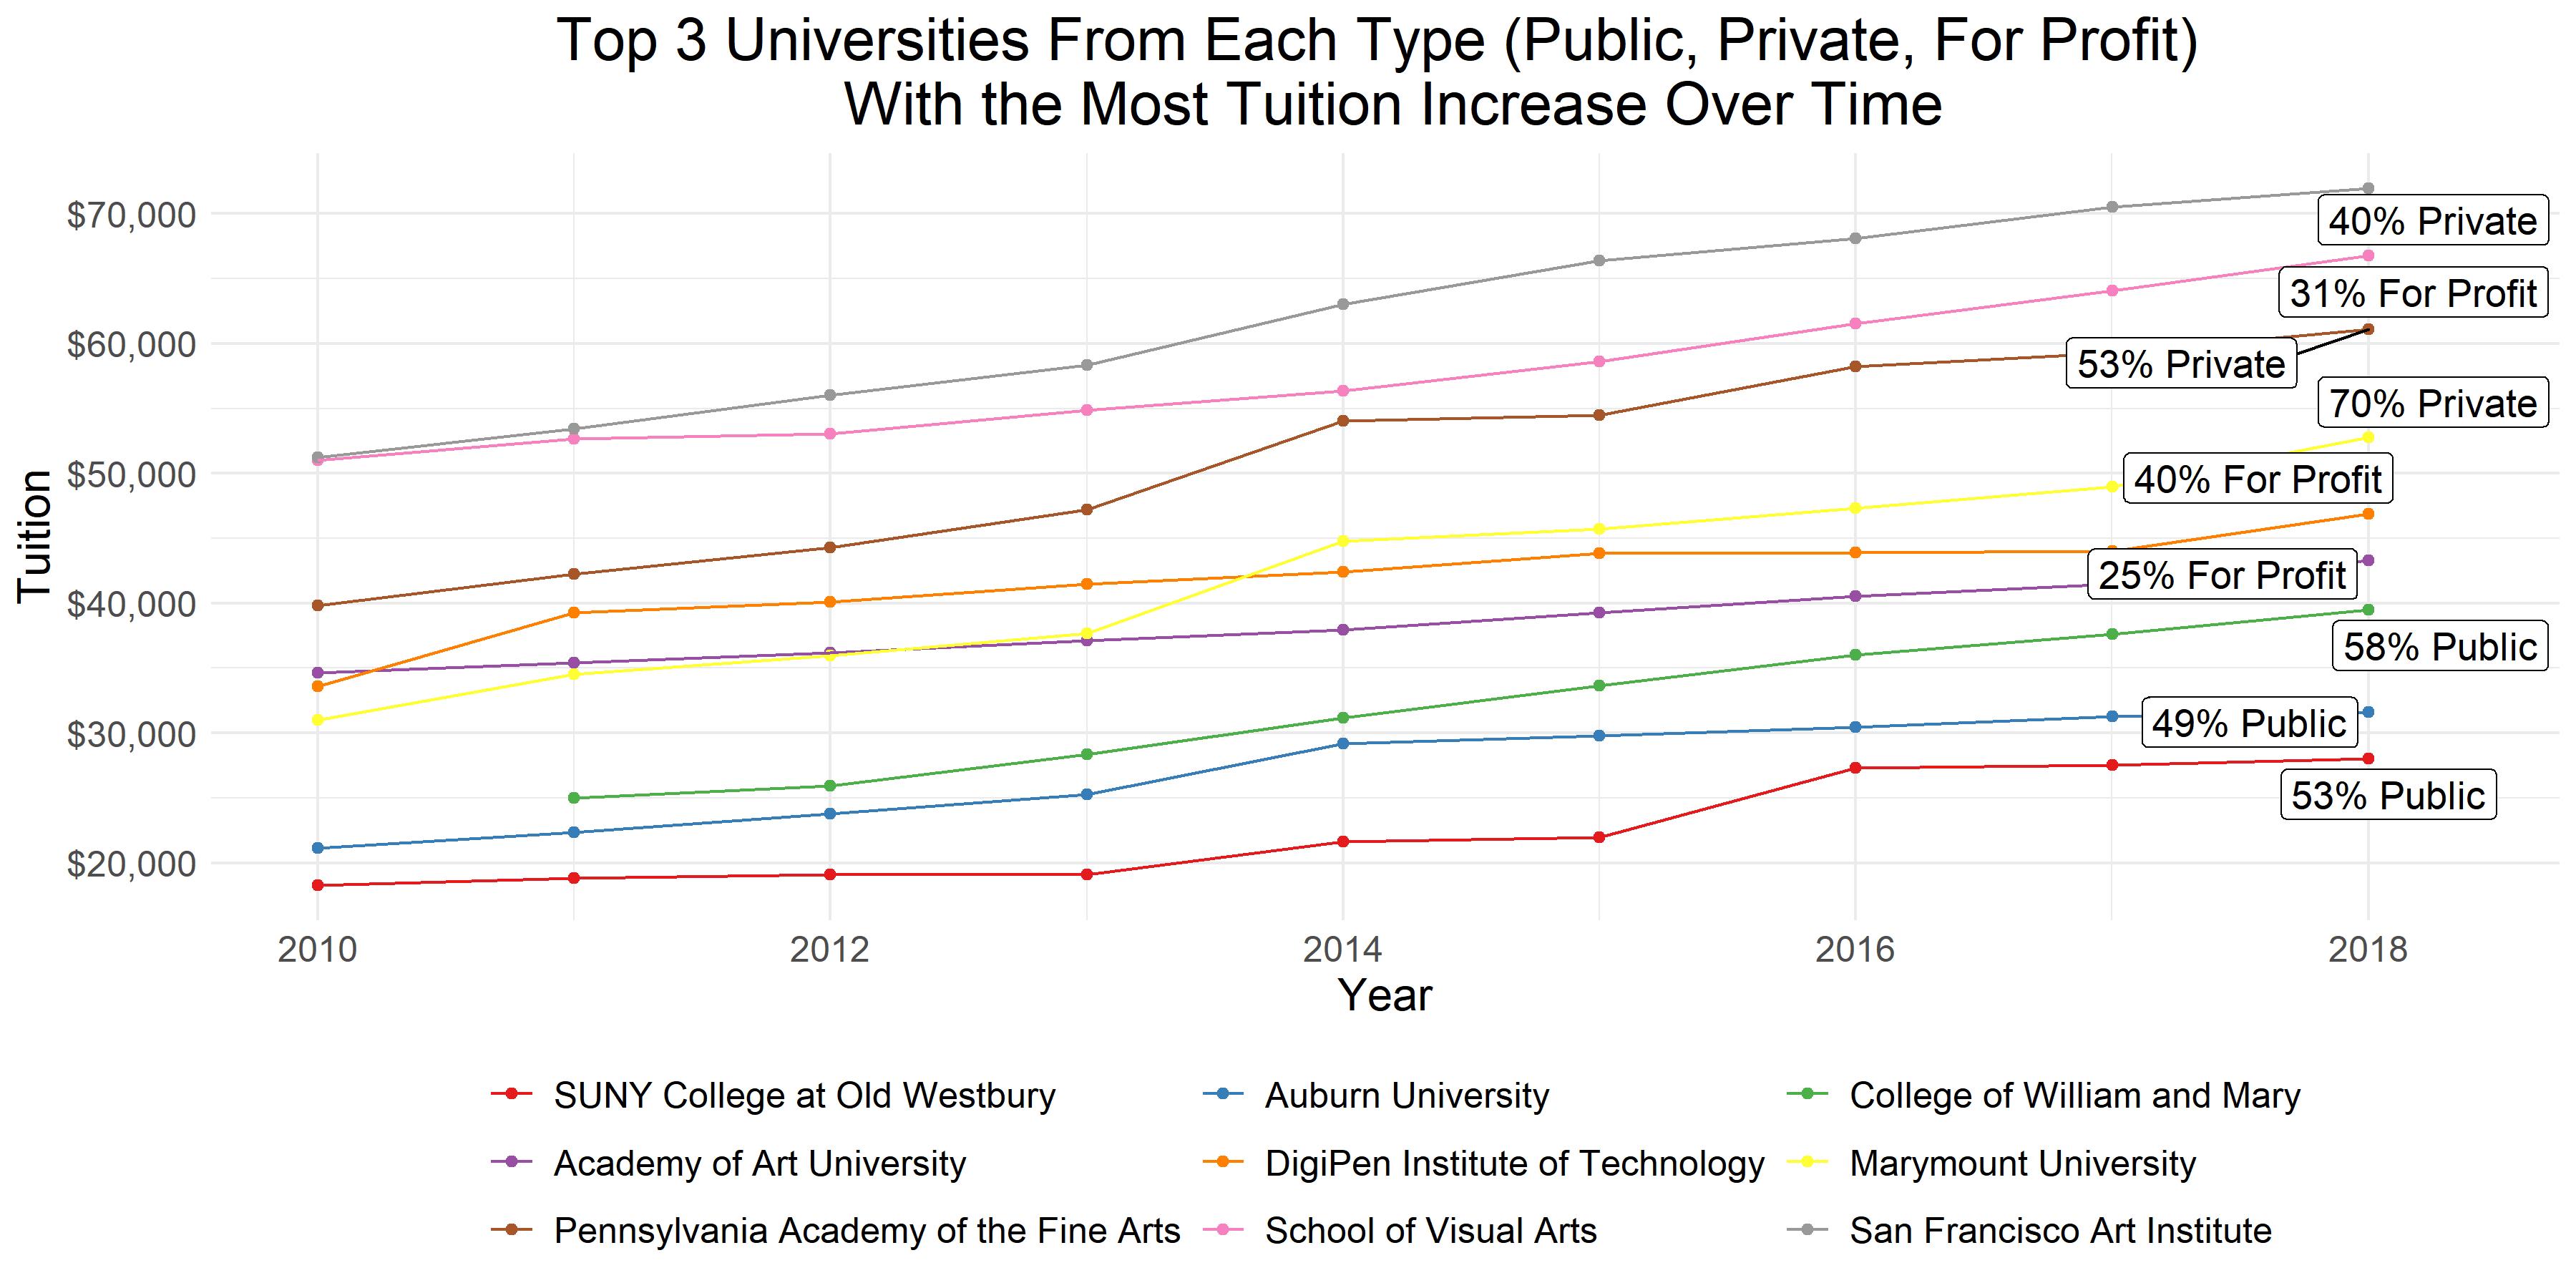 Top 3 Universities From Each Type (Public, Private, For Profit)
With the Most Tuition Increase Over Time
Tuition
$70,000
$60,000
$50,000
$40,000
$30,000
$20,000
40% Private
31% For Profit
53% Private
70% Private
40% For Profit
25% For Profit
58% Public
49% Public
53% Public
2010 2012 2014 2016 2018
Year
SUNY College at Old Westbury Auburn University College of William and Mary
Academy of Art University DigiPen Institute of Technology Marymount University
Pennsylvania Academy of the Fine Arts School of Visual Arts San Francisco Art Institute